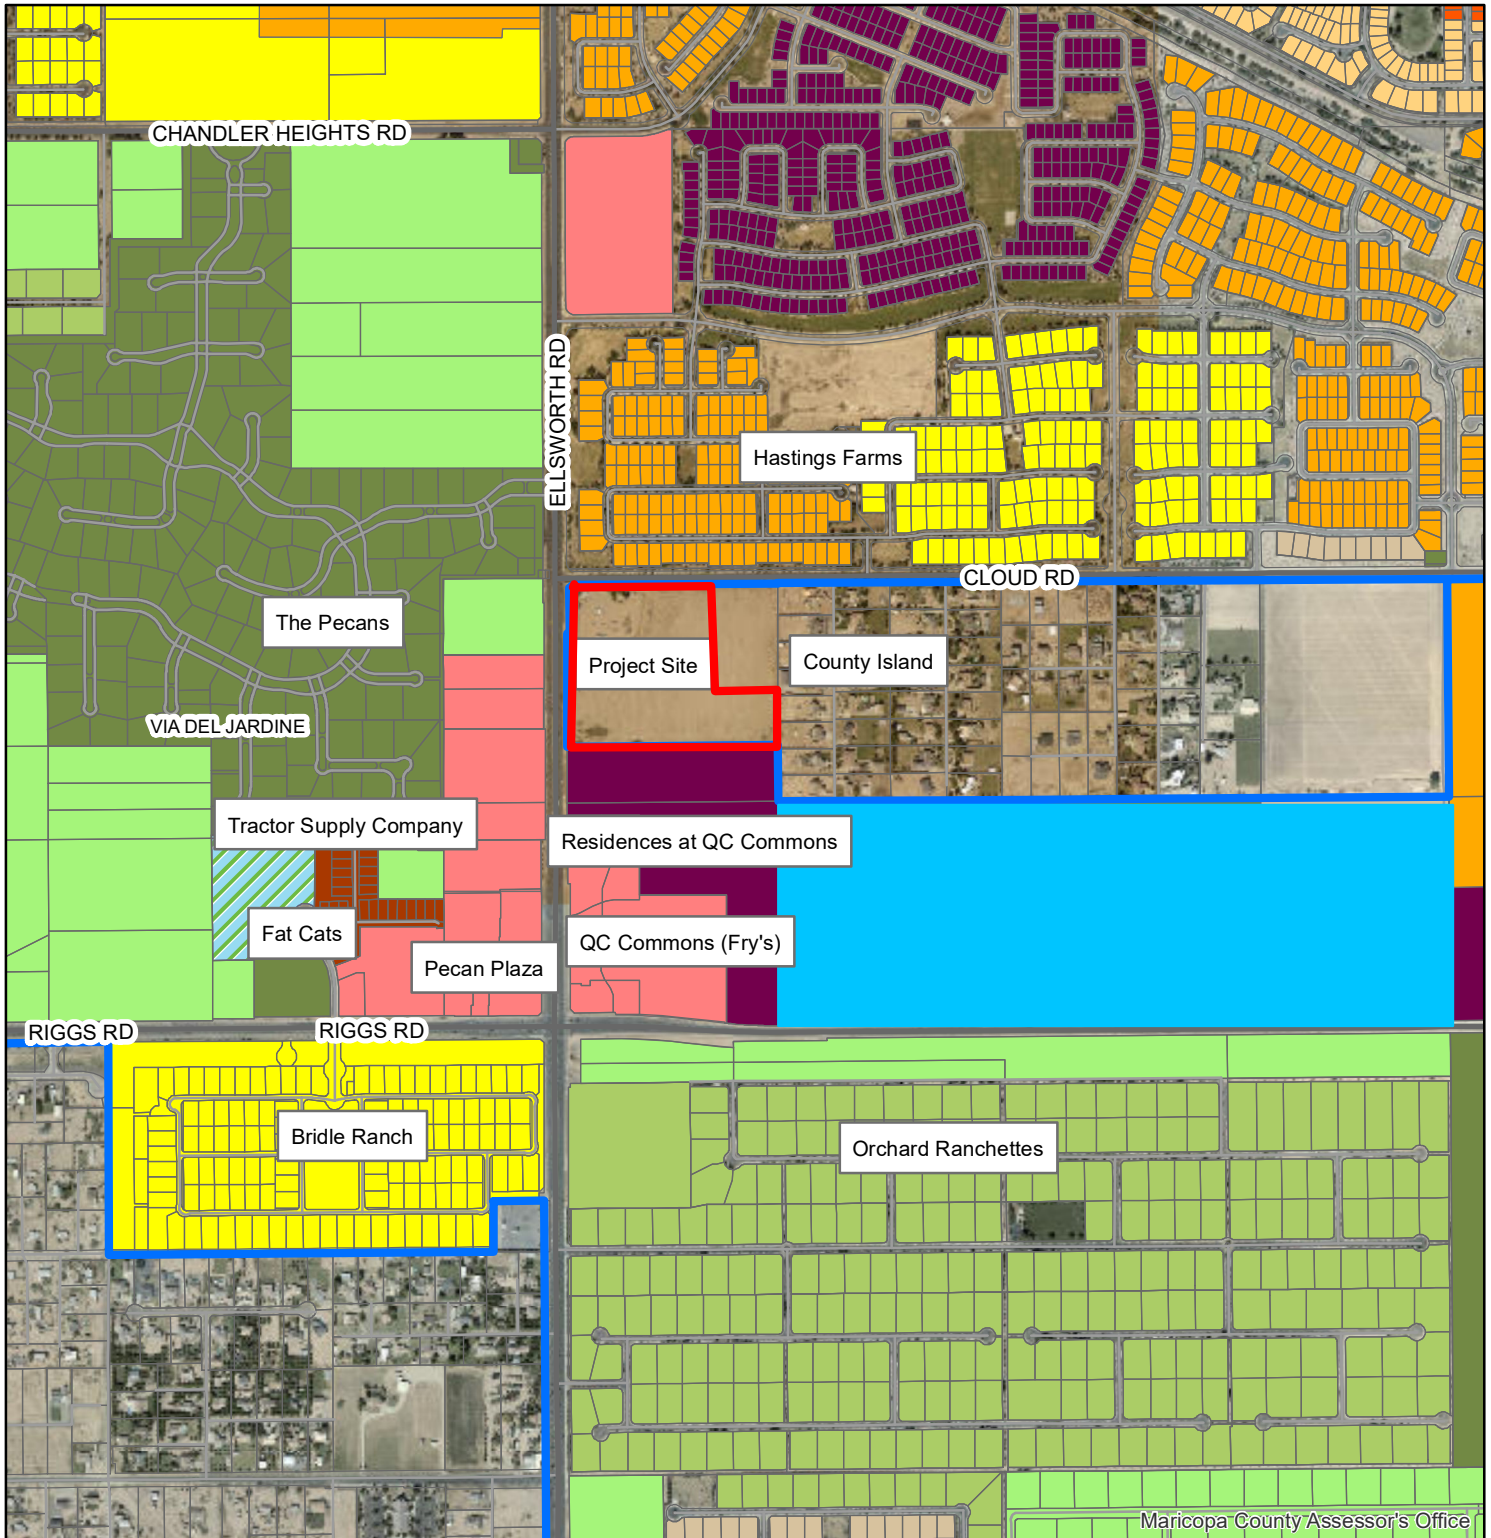 CHANDLER HEIGHTS RD
ELLSWORTH RD
Hastings Farms
CLOUD RD
The Pecans
Project Site
County Island
VIA DEL JARDINE
Tractor Supply Company
Residences at QC Commons
Fat Cats
QC Commons (Fry's)
Pecan Plaza
RIGGS RD
RIGGS RD
Bridle Ranch
Orchard Ranchettes
Maricopa County Assessor's Office